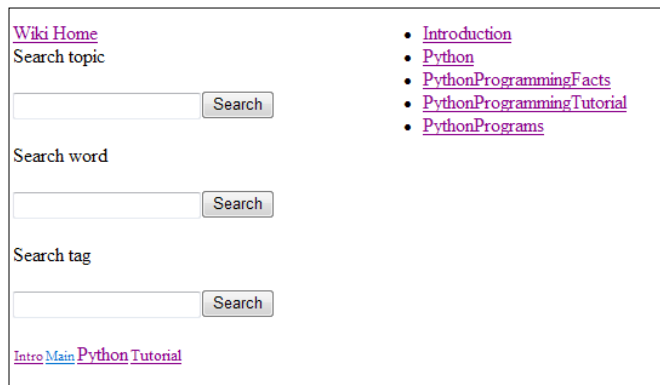 Wiki Home
Search topic
Search
Search word
Search
Search tag
Search
Intro Main Python Tutorial
Introduction
Python
PythonProgrammingFacts
PythonProgrammingTutorial
PythonPrograms